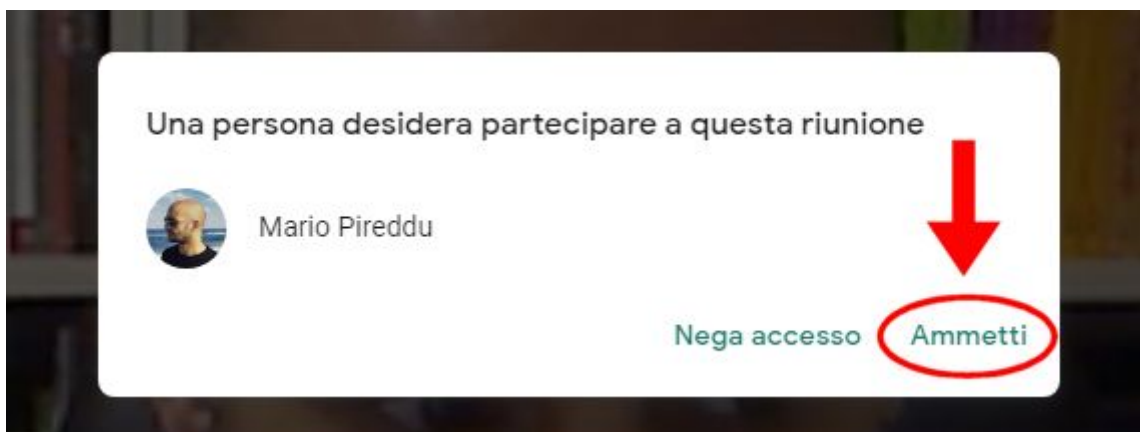 Una persona desidera partecipare a questa riunione
Mario Pireddu
Nega accesso Ammetti